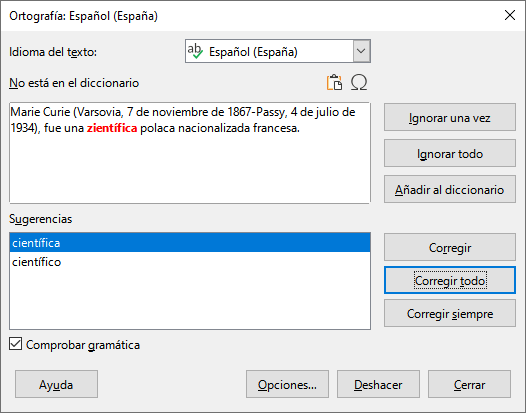 Ortografía: Español (España)
Idioma del texto:
Español (España)
No está en el diccionario
Marie Curie (Varsovia, 7 de noviembre de 1867-Passy, 4 de julio de
1934), fue una zientífica polaca nacionalizada francesa.
Ignorar una vez
Ignorar todo
Añadir al diccionario
Sugerencias
científica
científico
Corregir
Corregir todo
Corregir siempre
Comprobar gramática
Ayuda
Opciones...
Deshacer
Cerrar